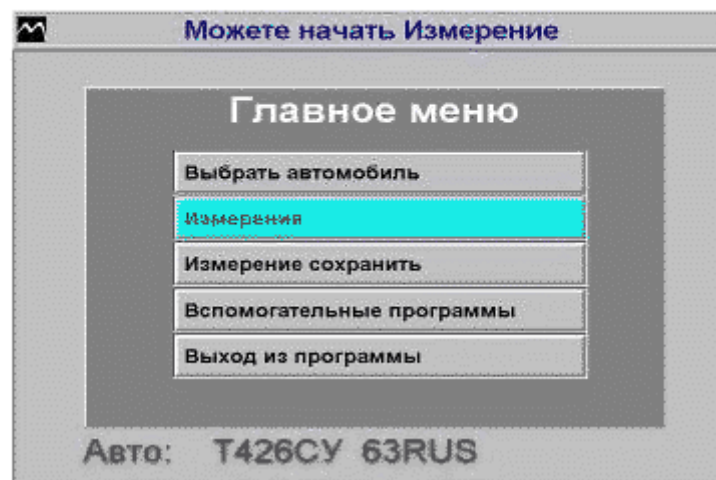 Можете начать Измерение
Главное меню
Выбрать автомобиль
Измерения
Измерение сохранить
Вспомогательные программы
Выход из программы
Авто: Т426СУ 63RUS